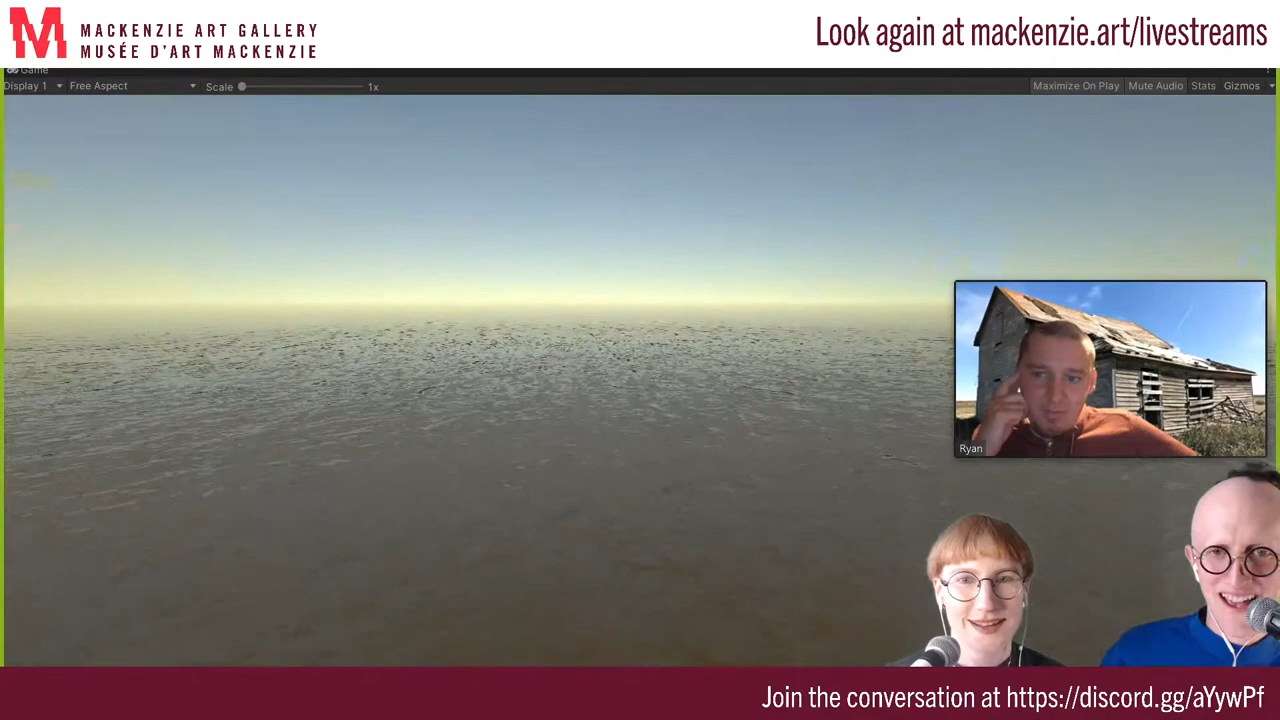 MACKENZIE ART GALLERY
MUSÉE D'ART MACKENZIE
Look again at mackenzie.art/livestreams
Game
Display 1
Free Aspect
Scale
1x
Maximize On Play
Mute Audio
Stats
Gizmos
Ryan
Join the conversation at https://discord.gg/aYywPf